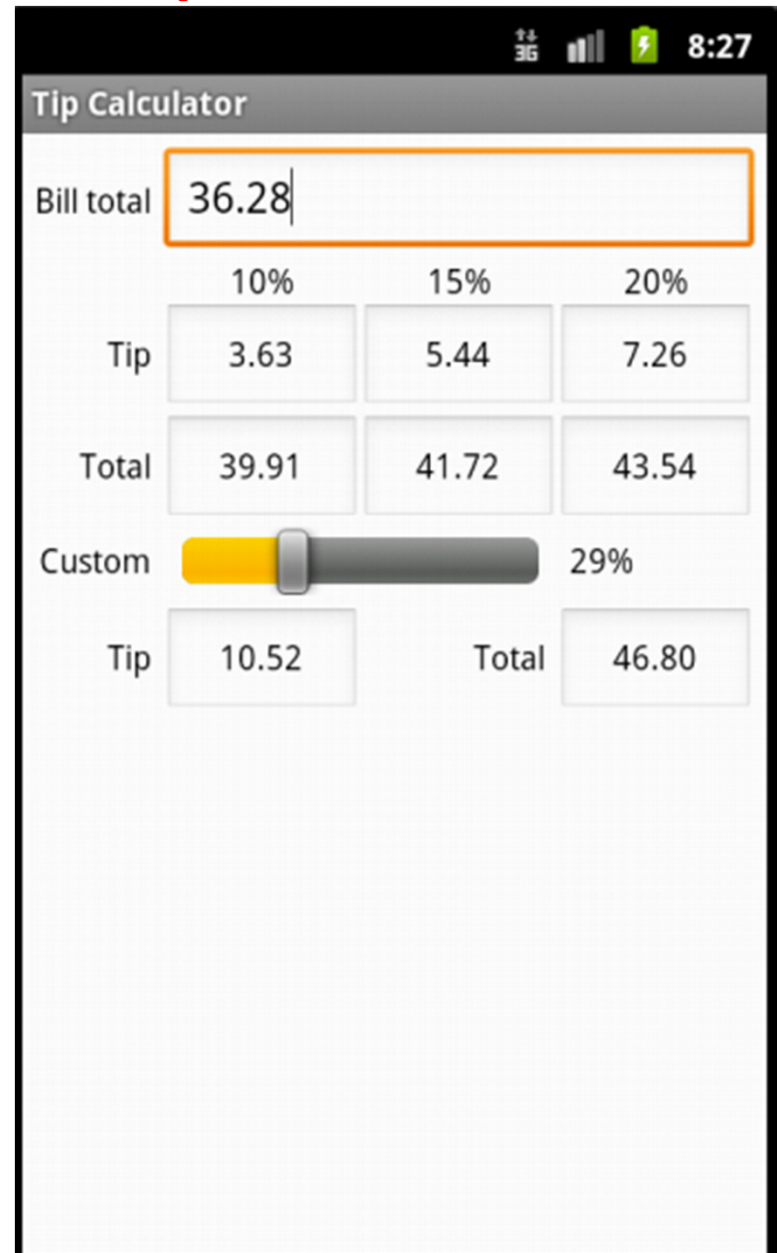 3G 8:27
Tip Calculator
Bill total 36.28
10% 15% 20%
Tip 3.63 5.44 7.26
Total 39.91 41.72 43.54
Custom 29%
Tip 10.52 Total 46.80